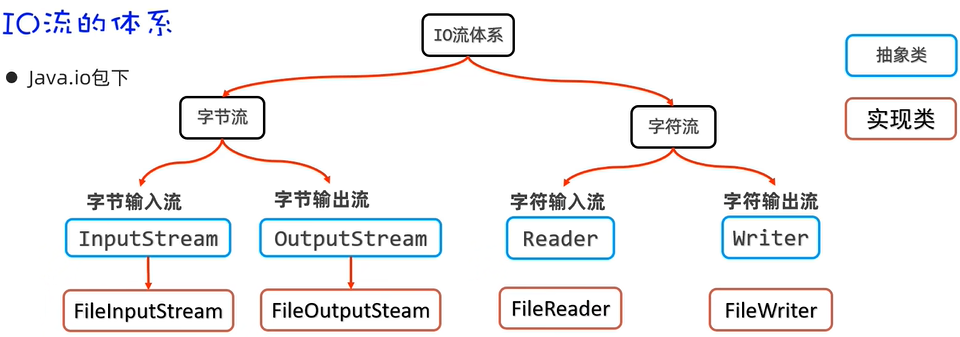 IO流的体系
Java.io包下
IO流体系
抽象类
实现类
字节流
字符流
字节输入流
字节输出流
字符输入流
字符输出流
InputStream
OutputStream
Reader
Writer
FileInputStream
FileOutputSteam
FileReader
FileWriter